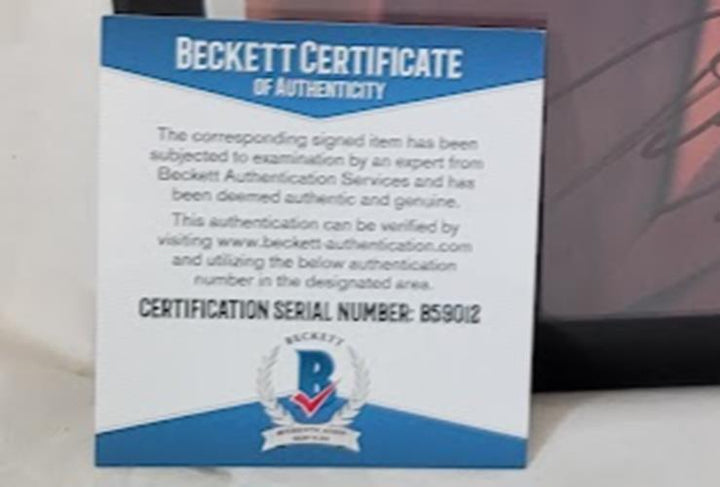 BECKETT CERTIFICATE
OF AUTHENTICITY
The corresponding signed item has been
subjected to examination by an expert from
Beckett Authentication Services and has
been deemed authentic and genuine.
This authentication can be verified by
visiting www.beckett-authentication.com
and utilizing the below authentication
number in the designated area.
CERTIFICATION SERIAL NUMBER: B59012
BECKETT
B